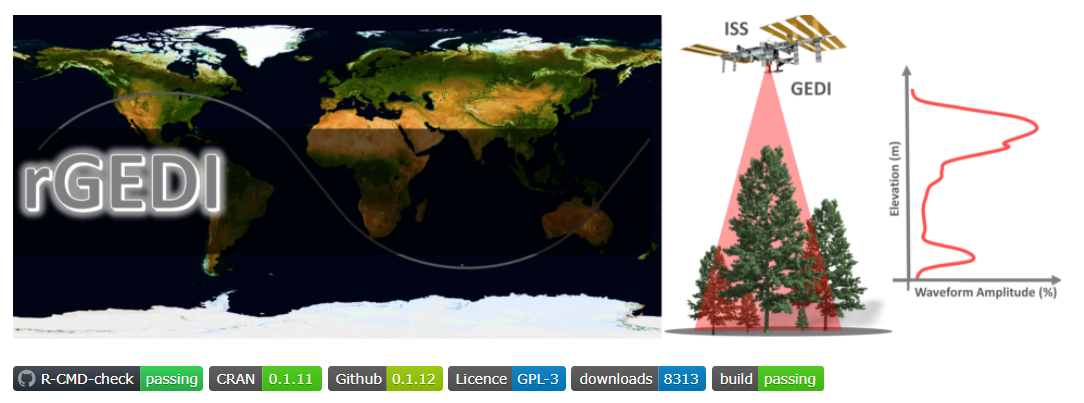 ISS
GEDI
rGEDI
Elevation (m)
Waveform Amplitude (%)
R-CMD-check passing CRAN 0.1.11 Github 0.1.12 Licence GPL-3 downloads 8313 build passing